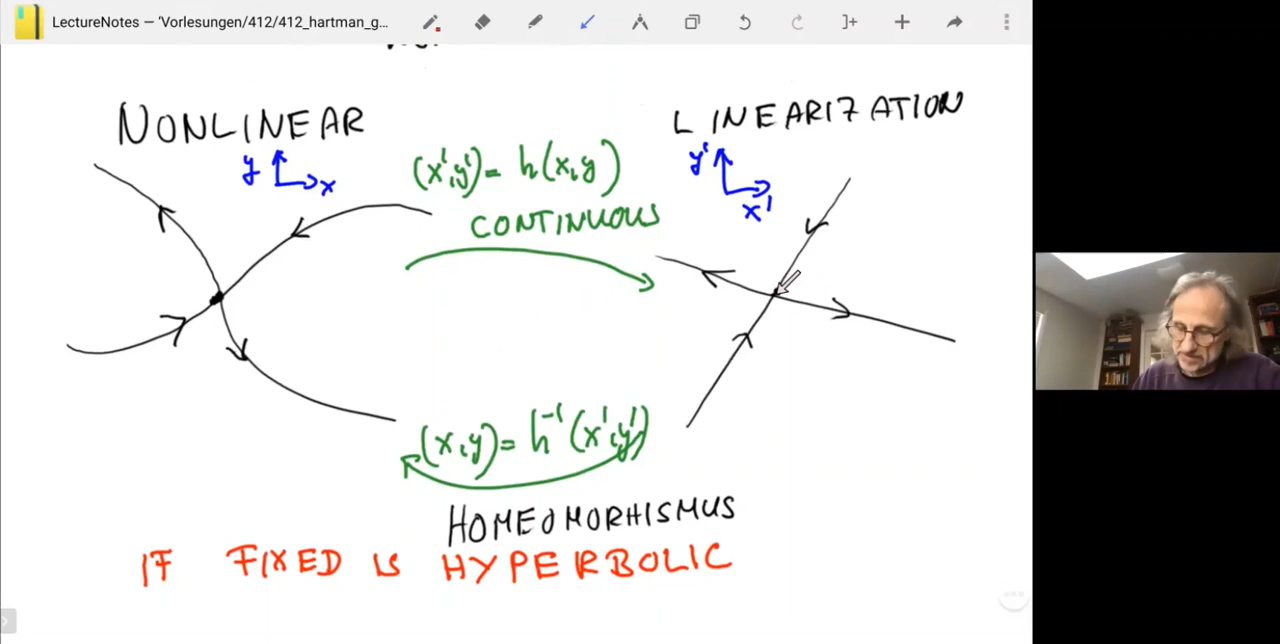 LectureNotes — 'Vorlesungen/412/412_hartman_g...
NONLINEAR
LINEARIZATION
y
x
(x',y') = h(x,y)
y'
x'
CONTINUOUS
(x,y) = h⁻¹(x',y')
HOMEOMORHISMUS
IF FIXED IS HYPERBOLIC